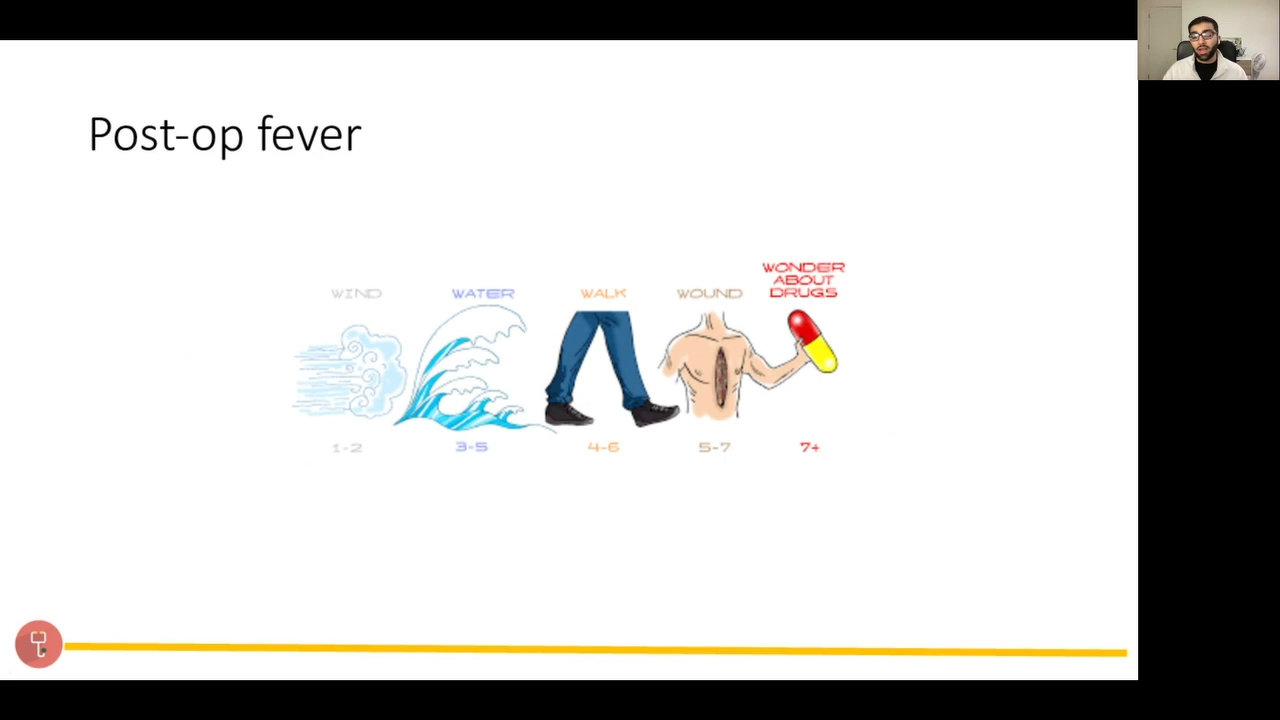 Post-op fever
WIND
WATER
WALK
WOUND
WONDER
ABOUT
DRUGS
1-2
3-5
4-6
5-7
7+